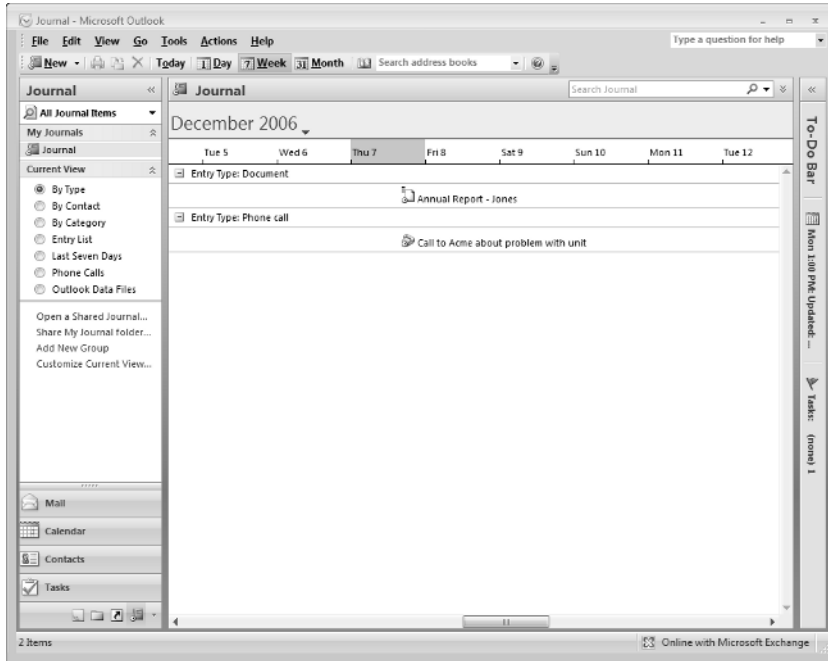 Journal - Microsoft Outlook
File Edit View Go Tools Actions Help
Type a question for help
New Today 1 Day 7 Week 31 Month Search address books
Journal
Journal
Search Journal
All Journal Items
My Journals
Journal
Current View
By Type
By Contact
By Category
Entry List
Last Seven Days
Phone Calls
Outlook Data Files
Open a Shared Journal...
Share My Journal folder...
Add New Group
Customize Current View...
Mail
Calendar
Contacts
Tasks
December 2006
Tue 5 Wed 6 Thu 7 Fri 8 Sat 9 Sun 10 Mon 11 Tue 12
Entry Type: Document
Annual Report - Jones
Entry Type: Phone call
Call to Acme about problem with unit
To-Do Bar
Mon 1:00 PM: Updated: ...
Tasks: (none) 1
2 Items
Online with Microsoft Exchange